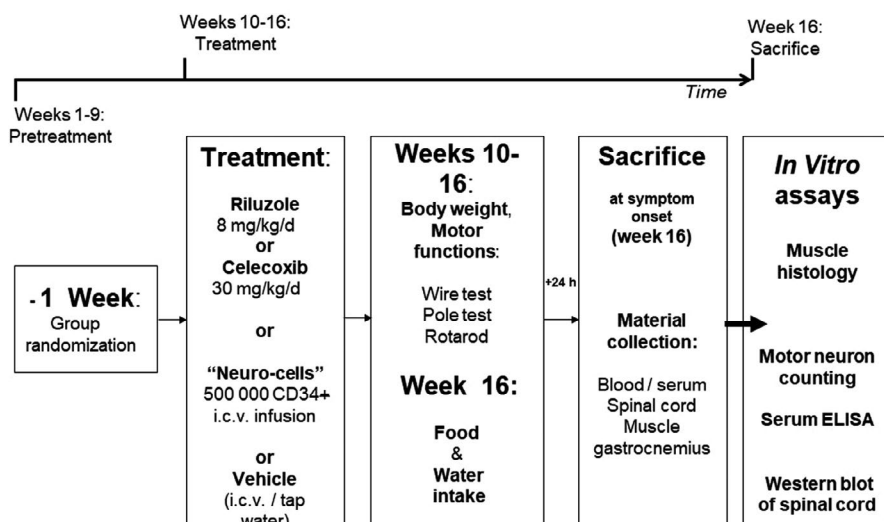 Weeks 10-16:
Treatment
Week 16:
Sacrifice
Time
Weeks 1-9:
Pretreatment
- 1 Week:
Group
randomization
Treatment:
Riluzole
8 mg/kg/d
or
Celecoxib
30 mg/kg/d
or
“Neuro-cells”
500 000 CD34+
i.c.v. infusion
or
Vehicle
(i.c.v. / tap
water)
Weeks 10-
16:
Body weight,
Motor
functions:
Wire test
Pole test
Rotarod
Week 16:
Food
&
Water
intake
+24 h
Sacrifice
at symptom
onset
(week 16)
Material
collection:
Blood / serum
Spinal cord
Muscle
gastrocnemius
In Vitro
assays
Muscle
histology
Motor neuron
counting
Serum ELISA
Western blot
of spinal cord